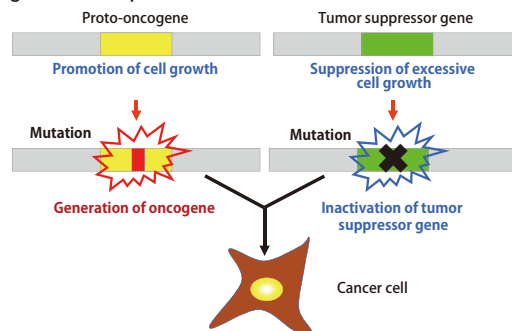 Proto-oncogene
Tumor suppressor gene
Promotion of cell growth
Suppression of excessive
cell growth
Mutation
Mutation
Generation of oncogene
Inactivation of tumor
suppressor gene
Cancer cell